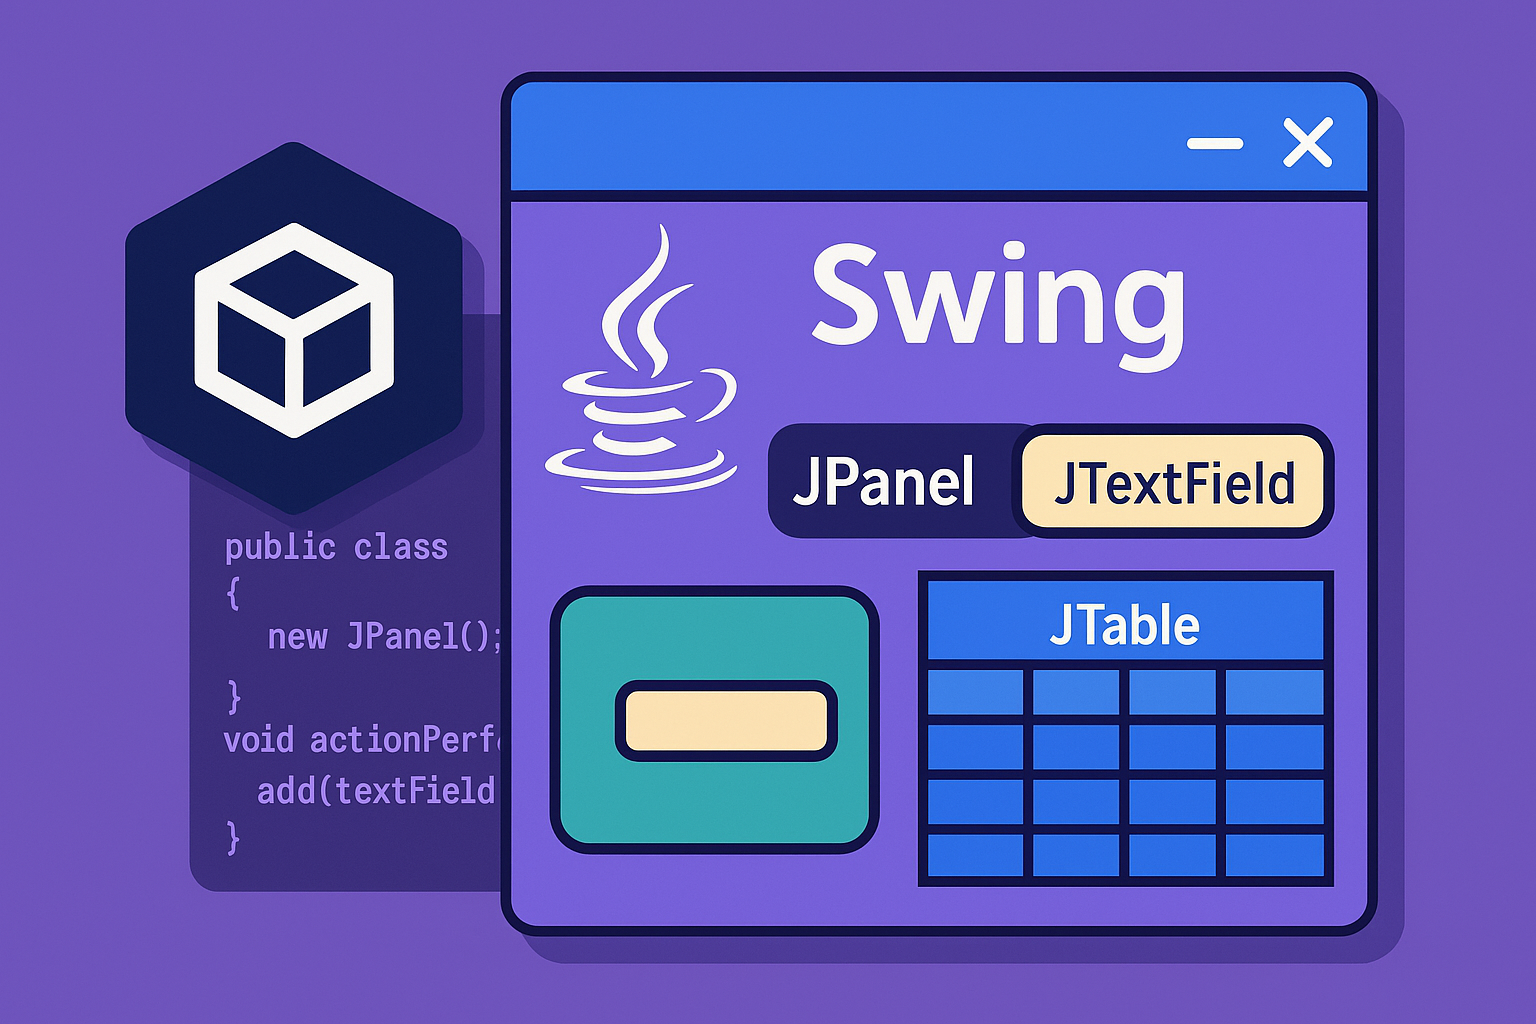 Swing
JPanel
JTextField
JTable
public class
{
new JPanel();
}
void actionPerf
add(textField
}